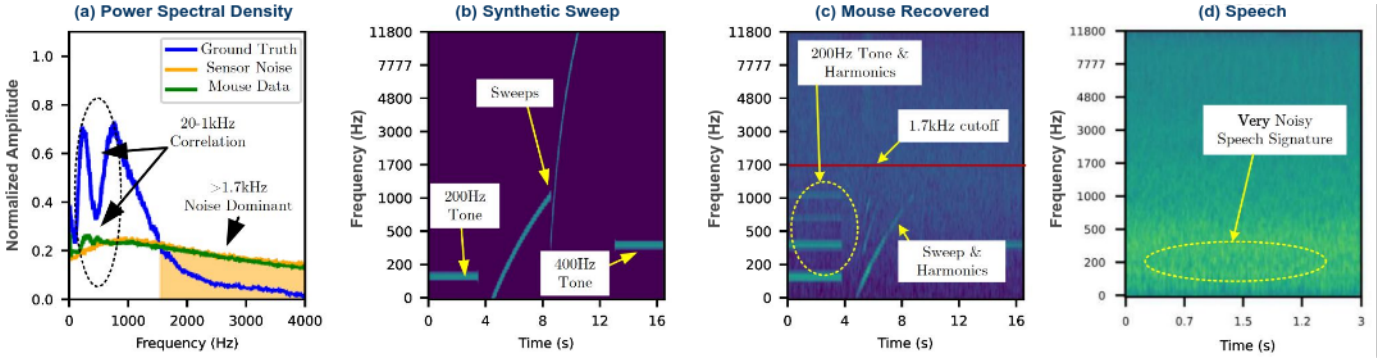 (a) Power Spectral Density
Normalized Amplitude
1.0
0.8
0.6
0.4
0.2
0.0
Ground Truth
Sensor Noise
Mouse Data
20-1kHz
Correlation
>1.7kHz
Noise Dominant
0 1000 2000 3000 4000
Frequency (Hz)
(b) Synthetic Sweep
Frequency (Hz)
11800
7777
4800
3000
1700
1000
500
200
0
Sweeps
200Hz
Tone
400Hz
Tone
0 4 8 12 16
Time (s)
(c) Mouse Recovered
Frequency (Hz)
11800
7777
4800
3000
1700
1000
500
200
0
200Hz Tone &
Harmonics
1.7kHz cutoff
Sweep &
Harmonics
0 4 8 12 16
Time (s)
(d) Speech
Frequency (Hz)
11800
7700
4800
3000
1700
1000
500
200
0
Very Noisy
Speech Signature
0 0.7 1.5 1.2 3
Time (s)